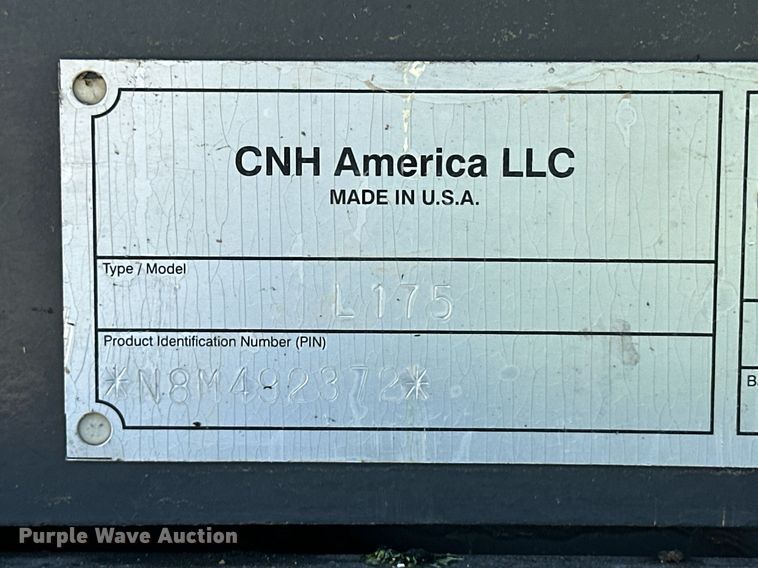 CNH America LLC
MADE IN U.S.A.
Type / Model
L175
Product Identification Number (PIN)
*N8M492372*
B
Purple Wave Auction